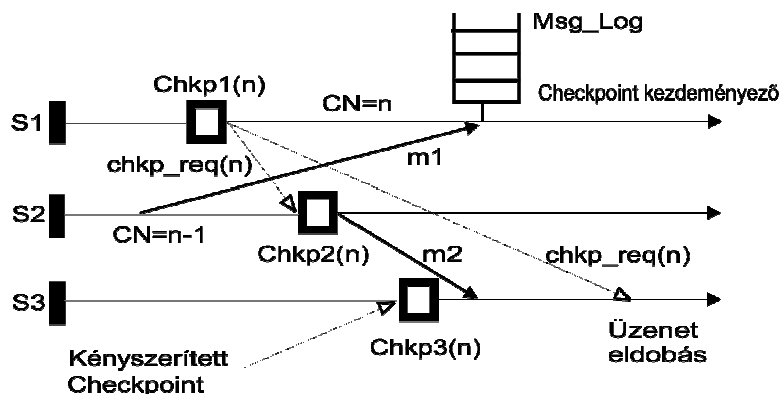 Msg_Log
Chkp1(n)
CN=n
Checkpoint kezdeményező
S1
chkp_req(n)
m1
S2
CN=n-1
Chkp2(n)
m2
chkp_req(n)
S3
Kényszerített
Checkpoint
Chkp3(n)
Üzenet
eldobás